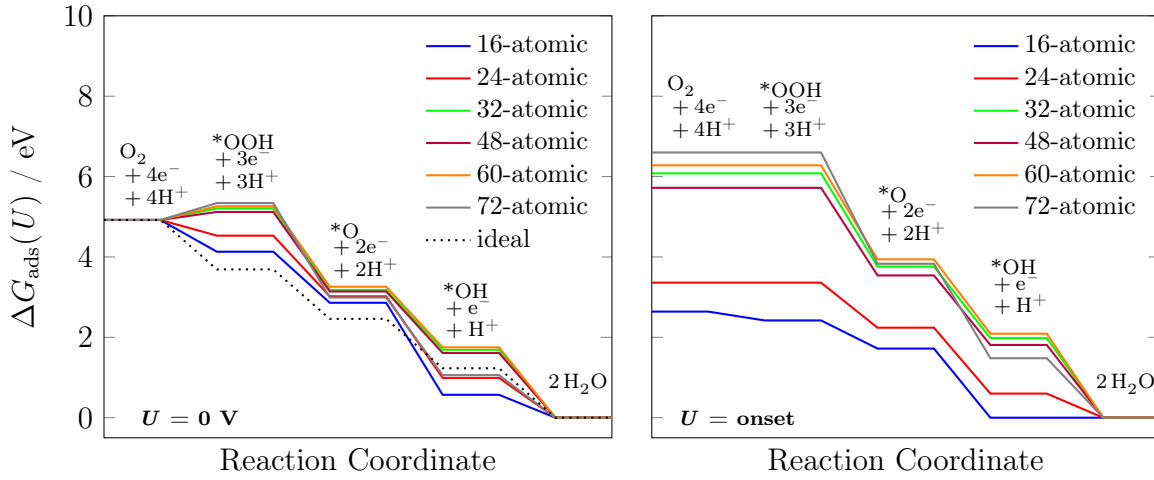 ΔG_ads(U) / eV
10
8
6
4
2
0
16-atomic
24-atomic
32-atomic
48-atomic
60-atomic
72-atomic
ideal
O₂
+ 4e⁻
+ 4H⁺
*OOH
+ 3e⁻
+ 3H⁺
*O
+ 2e⁻
+ 2H⁺
*OH
+ e⁻
+ H⁺
2 H₂O
U = 0 V
Reaction Coordinate
16-atomic
24-atomic
32-atomic
48-atomic
60-atomic
72-atomic
O₂
+ 4e⁻
+ 4H⁺
*OOH
+ 3e⁻
+ 3H⁺
*O
+ 2e⁻
+ 2H⁺
*OH
+ e⁻
+ H⁺
2 H₂O
U = onset
Reaction Coordinate